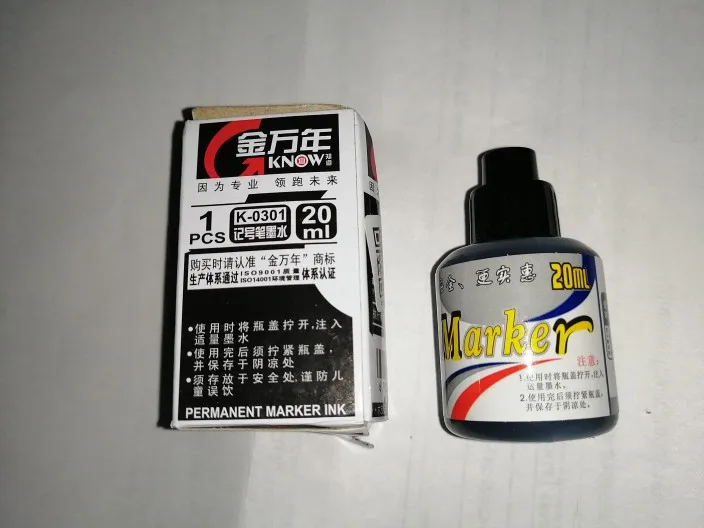 金万年
KNOW 知道
因为专业 领跑未来
1 PCS
K-0301
记号笔墨水
20 ml
购买时请认准“金万年”商标
生产体系通过 ISO9001质量 ISO14001环境管理 体系认证
•使用时将瓶盖拧开,注入
适量墨水
•使用完后须拧紧瓶盖,
并保存于阴凉处
•须存放于安全处,谨防儿
童误饮
PERMANENT MARKER INK
全、更实惠
20mL
Marker
注意:
1.使用时将瓶盖拧开,注入
适量墨水。
2.使用完后须拧紧瓶盖,
并保存于阴凉处。